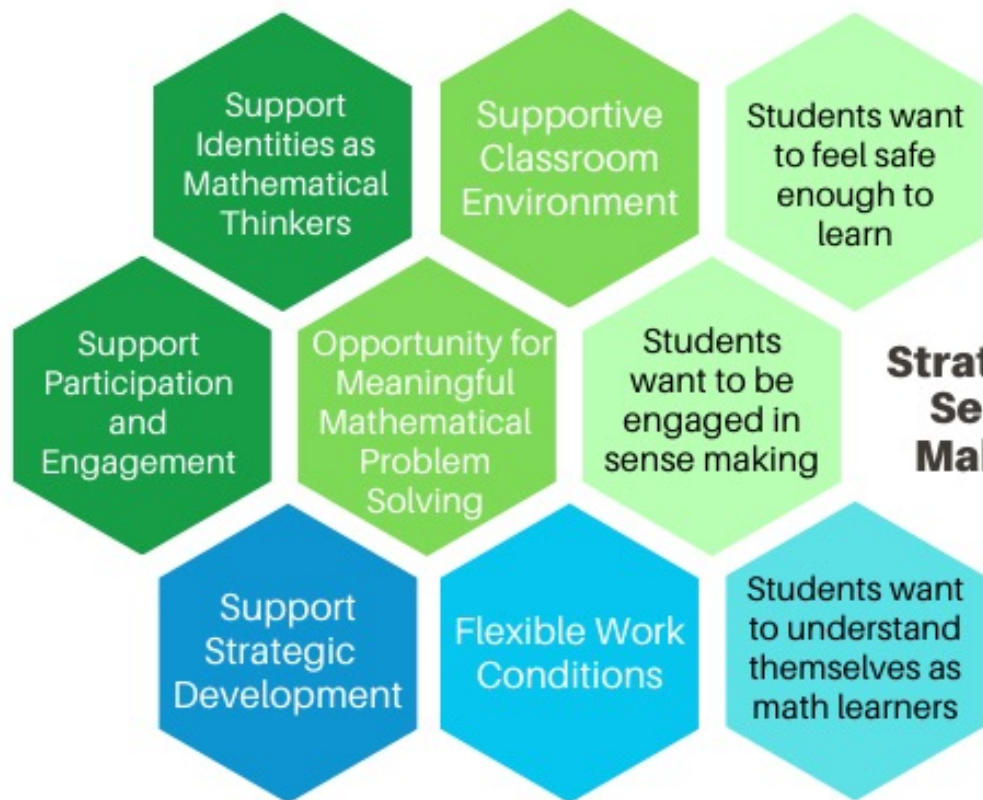 Support
Identities as
Mathematical
Thinkers
Supportive
Classroom
Environment
Students want
to feel safe
enough to
learn
Support
Participation
and
Engagement
Opportunity for
Meaningful
Mathematical
Problem
Solving
Students
want to be
engaged in
sense making
Support
Strategic
Development
Flexible Work
Conditions
Students want
to understand
themselves as
math learners